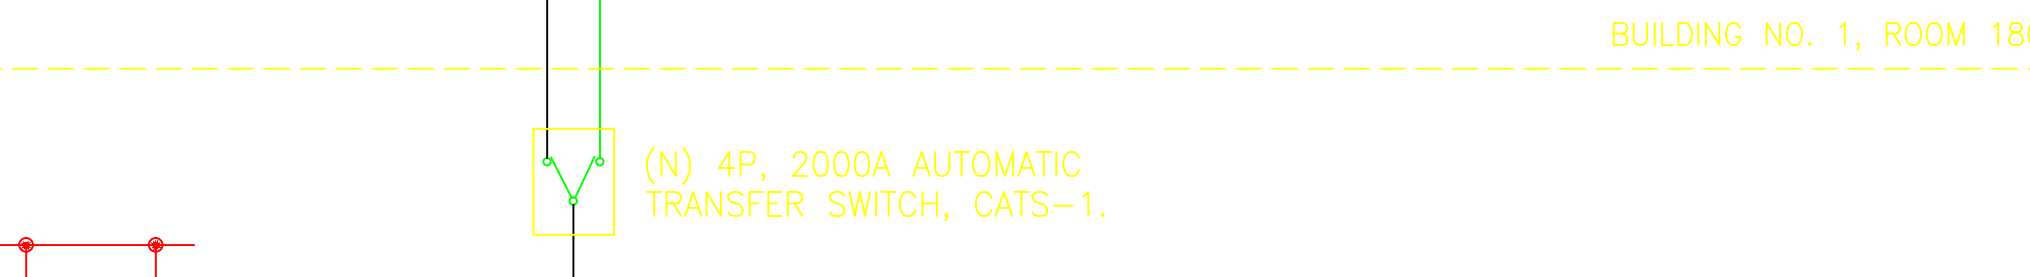 BUILDING NO. 1, ROOM
(N) 4P, 2000A AUTOMATIC
TRANSFER SWITCH, CATS-1.